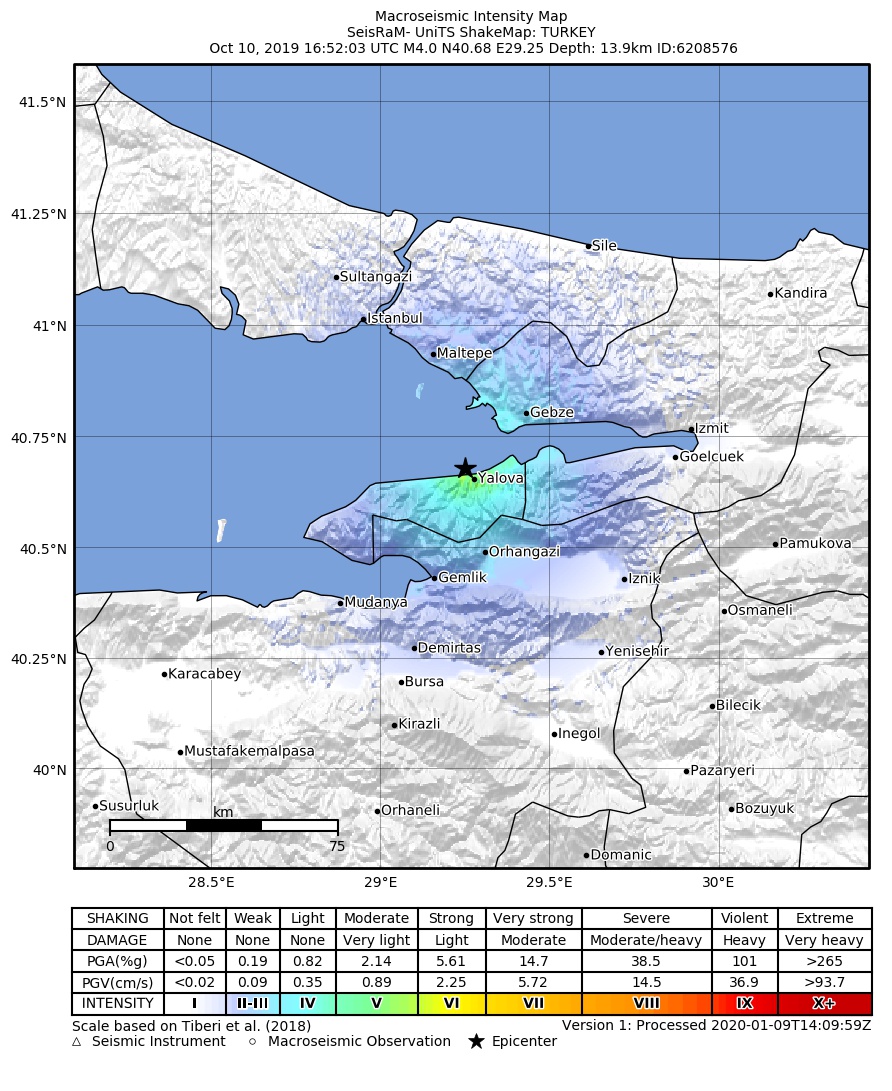 Macroseismic Intensity Map
SeisRaM- UniTS ShakeMap: TURKEY
Oct 10, 2019 16:52:03 UTC M4.0 N40.68 E29.25 Depth: 13.9km ID:6208576
41.5°N
41.25°N
Sile
Sultangazi
Kandira
41°N
Istanbul
Maltepe
Gebze
40.75°N
Izmit
Goelcuek
Yalova
40.5°N
Pamukova
Orhangazi
Gemlik
Iznik
Mudanya
Osmaneli
Demirtas
Yenisehir
40.25°N
Karacabey
Bursa
Bilecik
Kirazli
Inegol
Mustafakemalpasa
40°N
Pazaryeri
Susurluk
Orhaneli
Bozuyuk
km
0 75
Domanic
28.5°E 29°E 29.5°E 30°E
SHAKING Not felt Weak Light Moderate Strong Very strong Severe Violent Extreme
DAMAGE None None None Very light Light Moderate Moderate/heavy Heavy Very heavy
PGA(%g) <0.05 0.19 0.82 2.14 5.61 14.7 38.5 101 >265
PGV(cm/s) <0.02 0.09 0.35 0.89 2.25 5.72 14.5 36.9 >93.7
INTENSITY I II-III IV V VI VII VIII IX X+
Scale based on Tiberi et al. (2018) Version 1: Processed 2020-01-09T14:09:59Z
Seismic Instrument Macroseismic Observation Epicenter